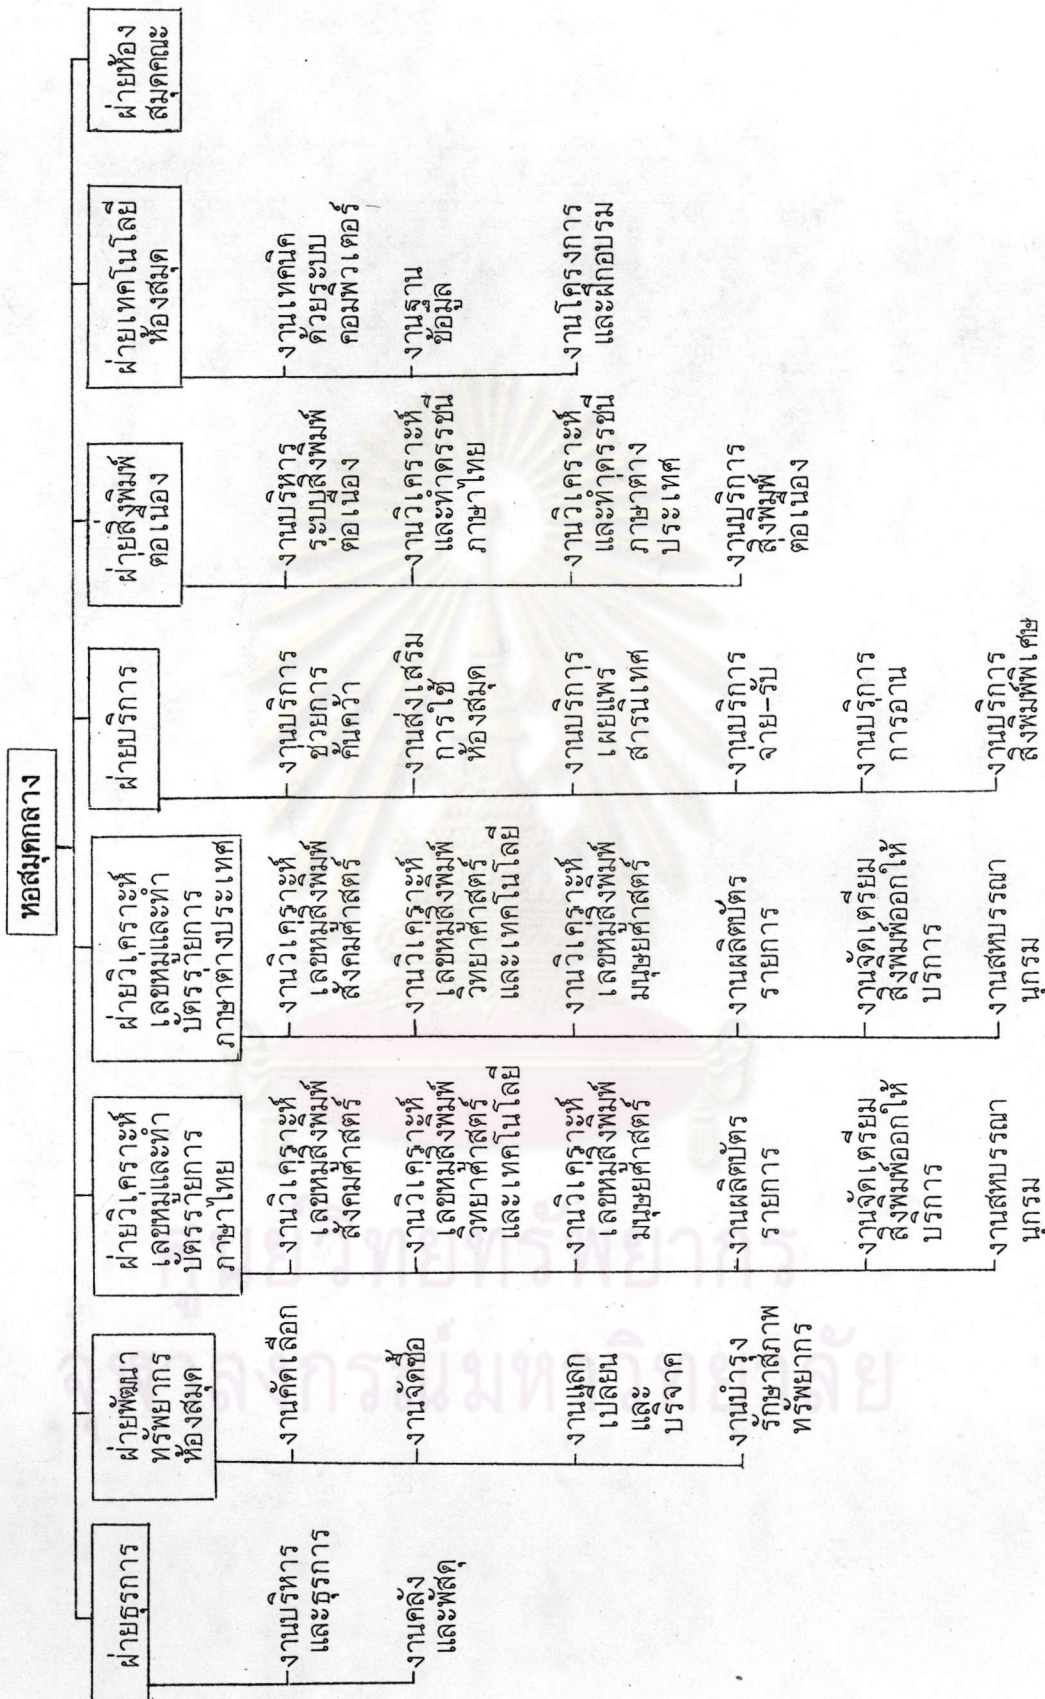 หอสมุดกลาง
ฝ่ายธุรการ
งานบริหาร
และธุรการ
งานคลัง
และพัสดุ
ฝ่ายพัฒนา
ทรัพยากร
ห้องสมุด
งานคัดเลือก
งานจัดซื้อ
งานแลก
เปลี่ยน
และ
บริจาค
งานบำรุง
รักษาสภาพ
ทรัพยากร
ฝ่ายวิเคราะห์
เลขหมู่และทำ
บัตรรายการ
ภาษาไทย
งานวิเคราะห์
เลขหมู่สิ่งพิมพ์
สังคมศาสตร์
งานวิเคราะห์
เลขหมู่สิ่งพิมพ์
วิทยาศาสตร์
และเทคโนโลยี
งานวิเคราะห์
เลขหมู่สิ่งพิมพ์
มนุษยศาสตร์
งานผลิตบัตร
รายการ
งานจัดเตรียม
สิ่งพิมพ์ออกให้
บริการ
งานสหบรรณา
นุกรม
ฝ่ายวิเคราะห์
เลขหมู่และทำ
บัตรรายการ
ภาษาต่างประเทศ
งานวิเคราะห์
เลขหมู่สิ่งพิมพ์
สังคมศาสตร์
งานวิเคราะห์
เลขหมู่สิ่งพิมพ์
วิทยาศาสตร์
และเทคโนโลยี
งานวิเคราะห์
เลขหมู่สิ่งพิมพ์
มนุษยศาสตร์
งานผลิตบัตร
รายการ
งานจัดเตรียม
สิ่งพิมพ์ออกให้
บริการ
งานสหบรรณา
นุกรม
ฝ่ายบริการ
งานบริการ
ช่วยการ
ค้นคว้า
งานส่งเสริม
การใช้
ห้องสมุด
งานบริการ
เผยแพร่
สารนิเทศ
งานบริการ
จ่าย-รับ
งานบริการ
การอ่าน
งานบริการ
สิ่งพิมพ์พิเศษ
ฝ่ายสิ่งพิมพ์
ต่อเนื่อง
งานบริหาร
ระบบสิ่งพิมพ์
ต่อเนื่อง
งานวิเคราะห์
และทำดรรชนี
ภาษาไทย
งานวิเคราะห์
และทำดรรชนี
ภาษาต่าง
ประเทศ
งานบริการ
สิ่งพิมพ์
ต่อเนื่อง
ฝ่ายเทคโนโลยี
ห้องสมุด
งานเทคนิค
ด้วยระบบ
คอมพิวเตอร์
งานฐาน
ข้อมูล
งานโครงการ
และฝึกอบรม
ฝ่ายห้อง
สมุดคณะ
ศูนย์วิทยทรัพยากร
จุฬาลงกรณ์มหาวิทยาลัย